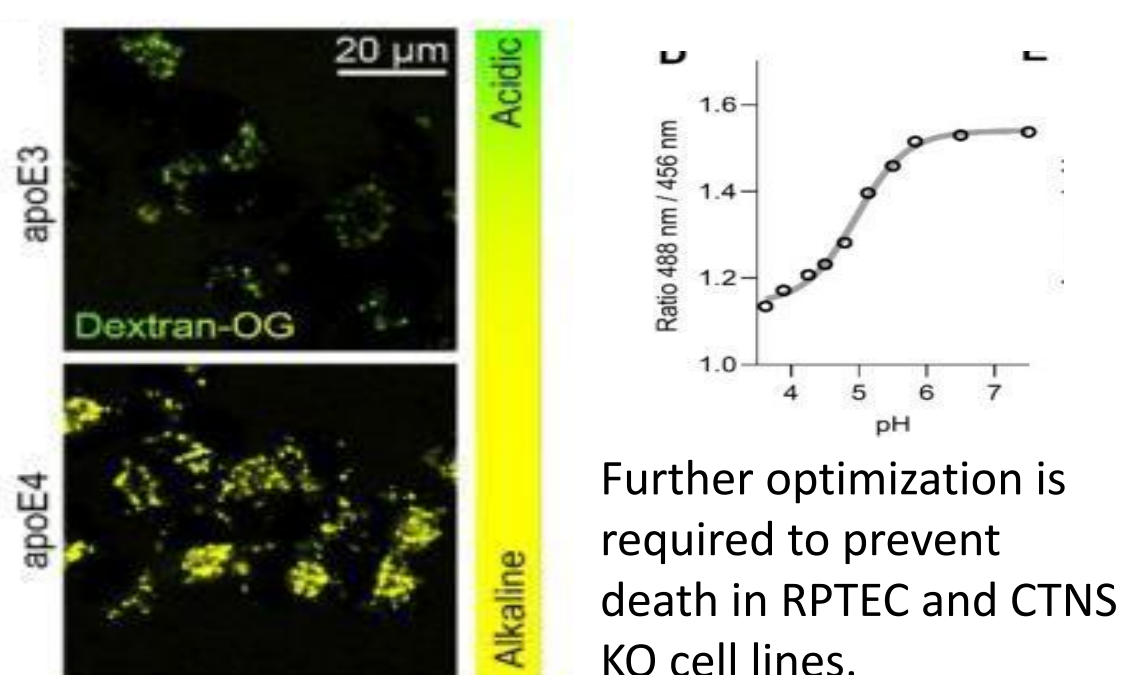 apoE3
20 µm
Dextran-OG
apoE4
Acidic
Alkaline
Ratio 488 nm / 456 nm
1.6
1.4
1.2
1.0
4 5 6 7
pH
Further optimization is
required to prevent
death in RPTEC and CTNS
KO cell lines.